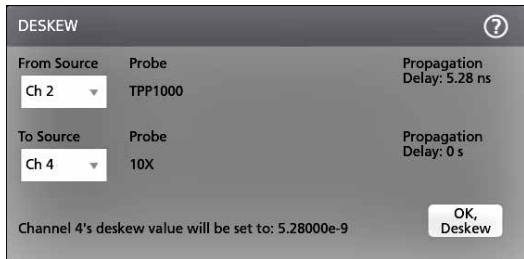 DESKEW
?
From Source
Probe
Propagation
Delay: 5.28 ns
Ch 2
TPP1000
To Source
Probe
Propagation
Delay: 0 s
Ch 4
10X
Channel 4's deskew value will be set to: 5.28000e-9
OK,
Deskew